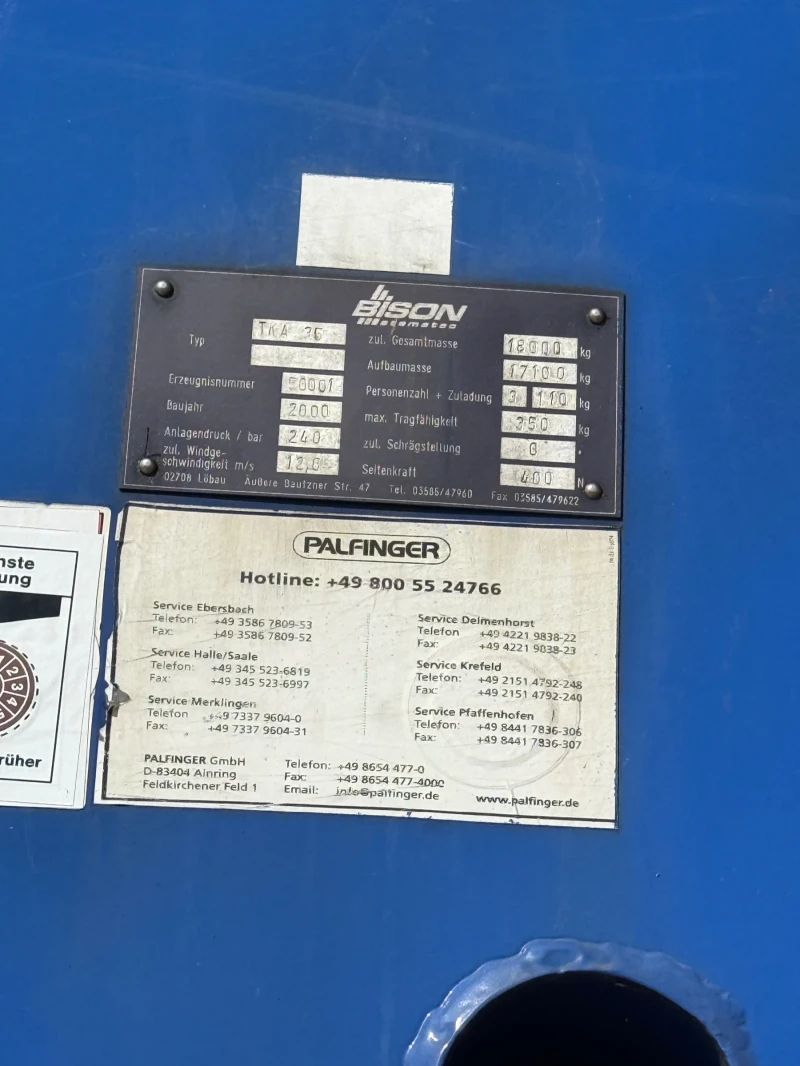 BISON
stematec
Typ TKA 35
zul. Gesamtmasse 18000 kg
Aufbaumasse 17100 kg
Erzeugnisnummer 50001
Personenzahl + Zuladung 3 110 kg
Baujahr 2000
max. Tragfähigkeit 350 kg
Anlagendruck / bar 240
zul. Schrägstellung 0 °
zul. Windge-
schwindigkeit m/s 12,5
Seitenkraft 400 N
02708 Löbau Äußere Bautzner Str. 47 Tel. 03585/47960 Fax 03585/479622
PALFINGER
Hotline: +49 800 55 24766
Service Ebersbach
Telefon: +49 3586 7809-53
Fax: +49 3586 7809-52
Service Halle/Saale
Telefon: +49 345 523-6819
Fax: +49 345 523-6997
Service Merklingen
Telefon +49 7337 9604-0
Fax: +49 7337 9604-31
Service Delmenhorst
Telefon +49 4221 9838-22
Fax: +49 4221 9838-23
Service Krefeld
Telefon: +49 2151 4792-248
Fax: +49 2151 4792-240
Service Pfaffenhofen
Telefon: +49 8441 7836-306
Fax: +49 8441 7836-307
PALFINGER GmbH
D-83404 Ainring
Feldkirchener Feld 1
Telefon: +49 8654 477-0
Fax: +49 8654 477-4000
Email: info@palfinger.de
www.palfinger.de
nste
ung
2
3
4
5
rüher